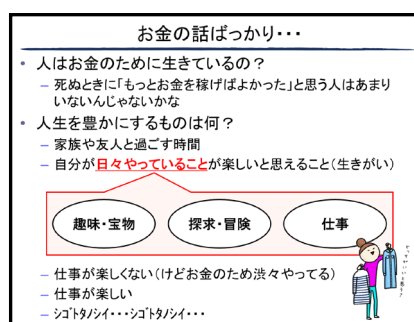 お金の話ばっかり・・・
• 人はお金のために生きているの？
– 死ぬときに「もっとお金を稼げばよかった」と思う人はあまり
いないんじゃないかな
• 人生を豊かにするものは何？
– 家族や友人と過ごす時間
– 自分が日々やっていることが楽しいと思えること（生きがい）
趣味・宝物
探求・冒険
仕事
– 仕事が楽しくない（けどお金のため渋々やってる）
– 仕事が楽しい
– ｼｺﾞﾄﾀﾉｼｲ・・・ｼｺﾞﾄﾀﾉｼｲ・・・